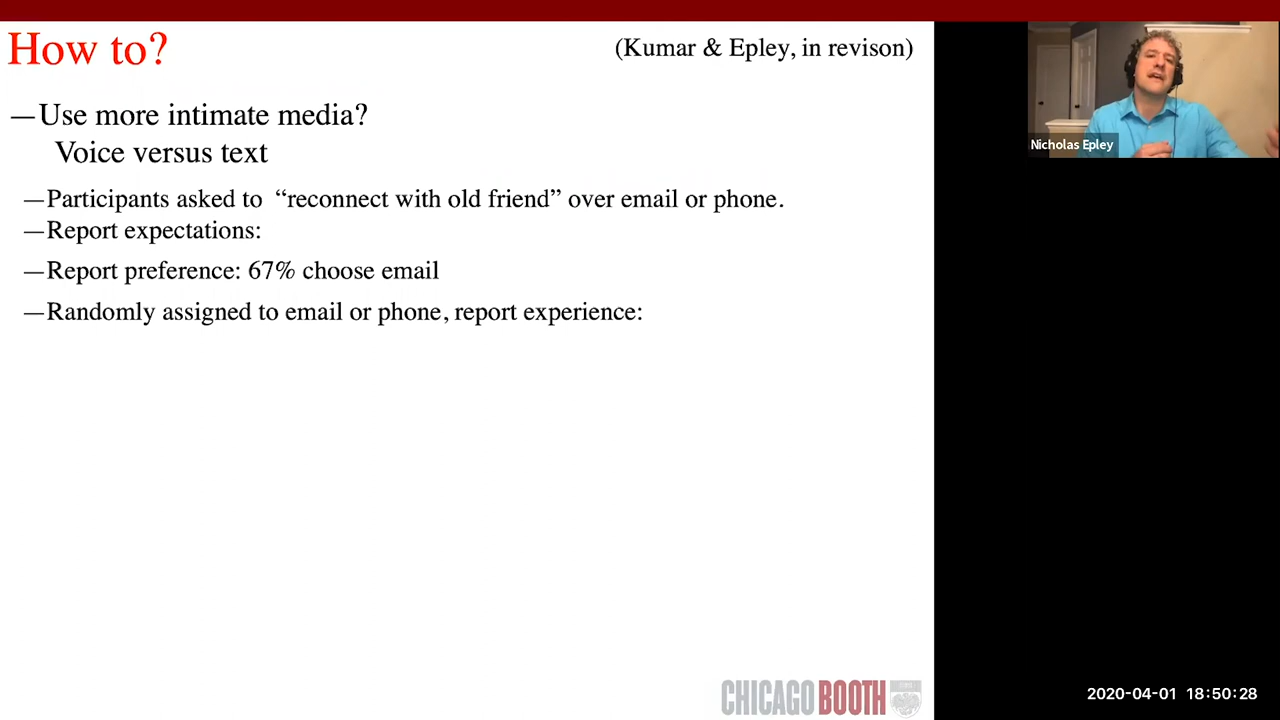 How to?
(Kumar & Epley, in revison)
—Use more intimate media?
Voice versus text
—Participants asked to “reconnect with old friend” over email or phone.
—Report expectations:
—Report preference: 67% choose email
—Randomly assigned to email or phone, report experience:
Nicholas Epley
CHICAGO BOOTH
2020-04-01 18:50:28